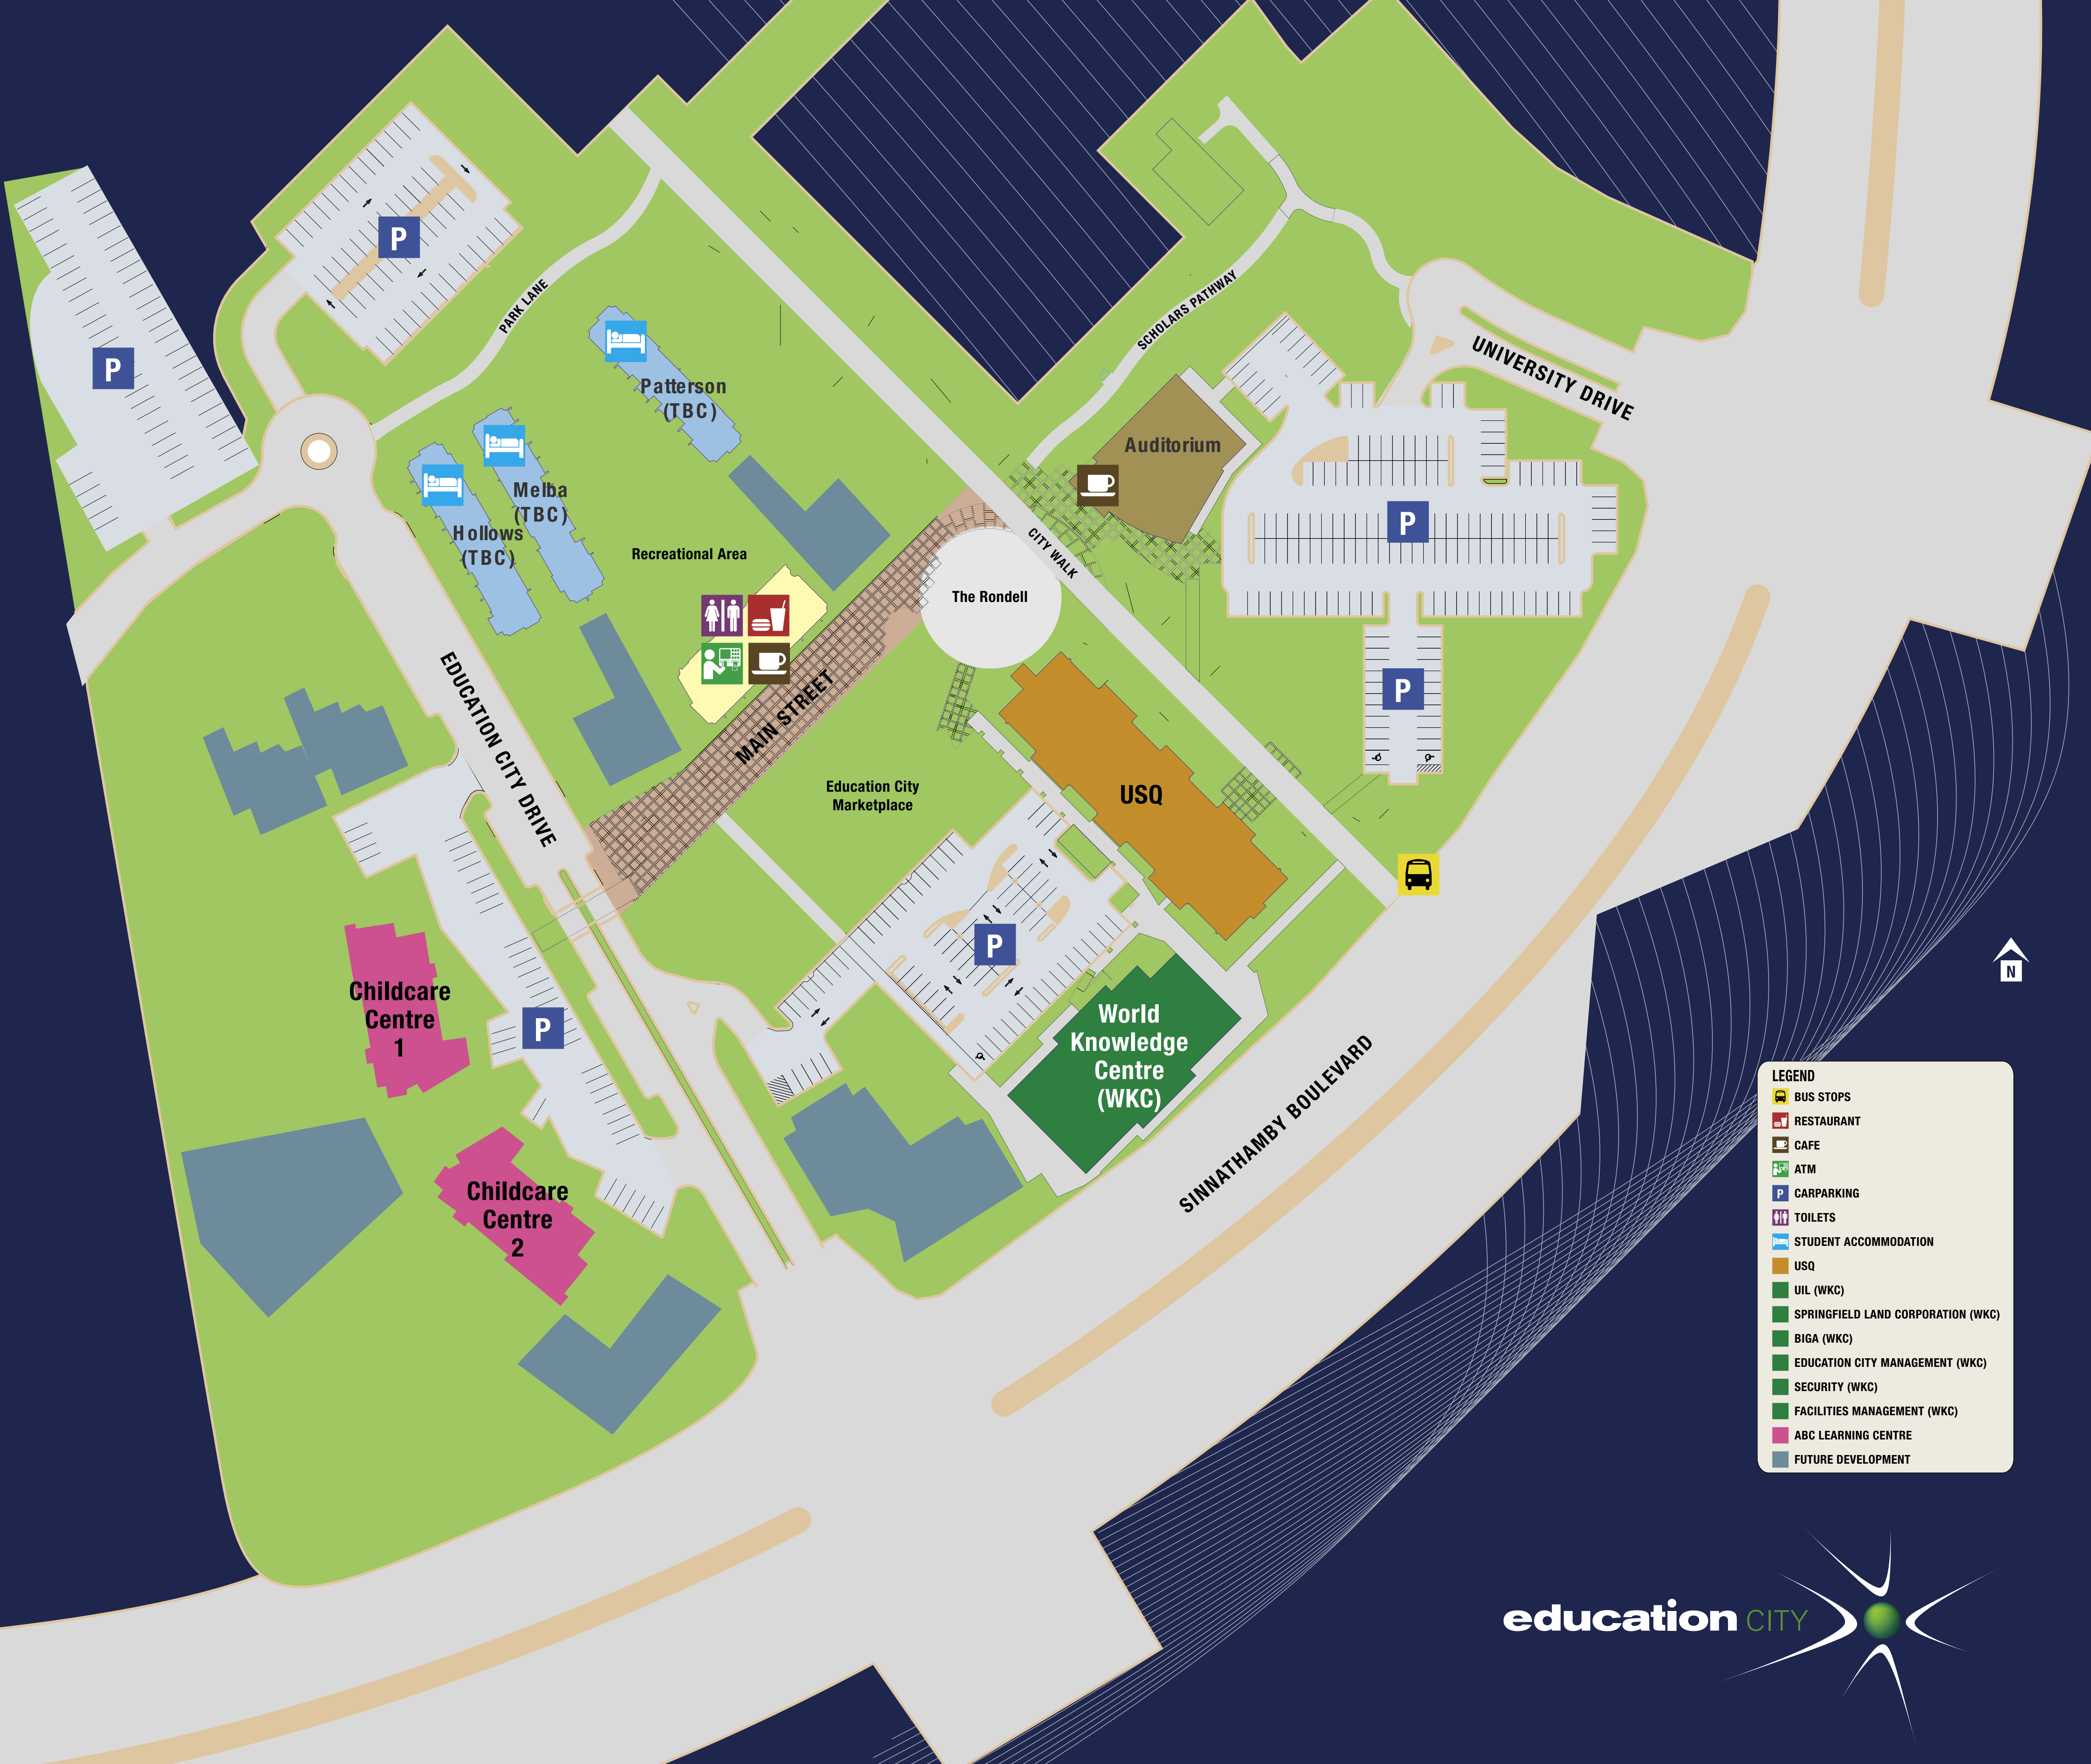 P
P
PARK LANE
Patterson
(TBC)
Melba
(TBC)
Hollows
(TBC)
SCHOLARS PATHWAY
UNIVERSITY DRIVE
Auditorium
P
P
Recreational Area
CITY WALK
The Rondell
EDUCATION CITY DRIVE
MAIN STREET
Education City
Marketplace
USQ
P
N
Childcare
Centre
1
P
World
Knowledge
Centre
(WKC)
SINNATHAMBY BOULEVARD
Childcare
Centre
2
LEGEND
BUS STOPS
RESTAURANT
CAFE
ATM
P CARPARKING
TOILETS
STUDENT ACCOMMODATION
USQ
UIL (WKC)
SPRINGFIELD LAND CORPORATION (WKC)
BIGA (WKC)
EDUCATION CITY MANAGEMENT (WKC)
SECURITY (WKC)
FACILITIES MANAGEMENT (WKC)
ABC LEARNING CENTRE
FUTURE DEVELOPMENT
education CITY